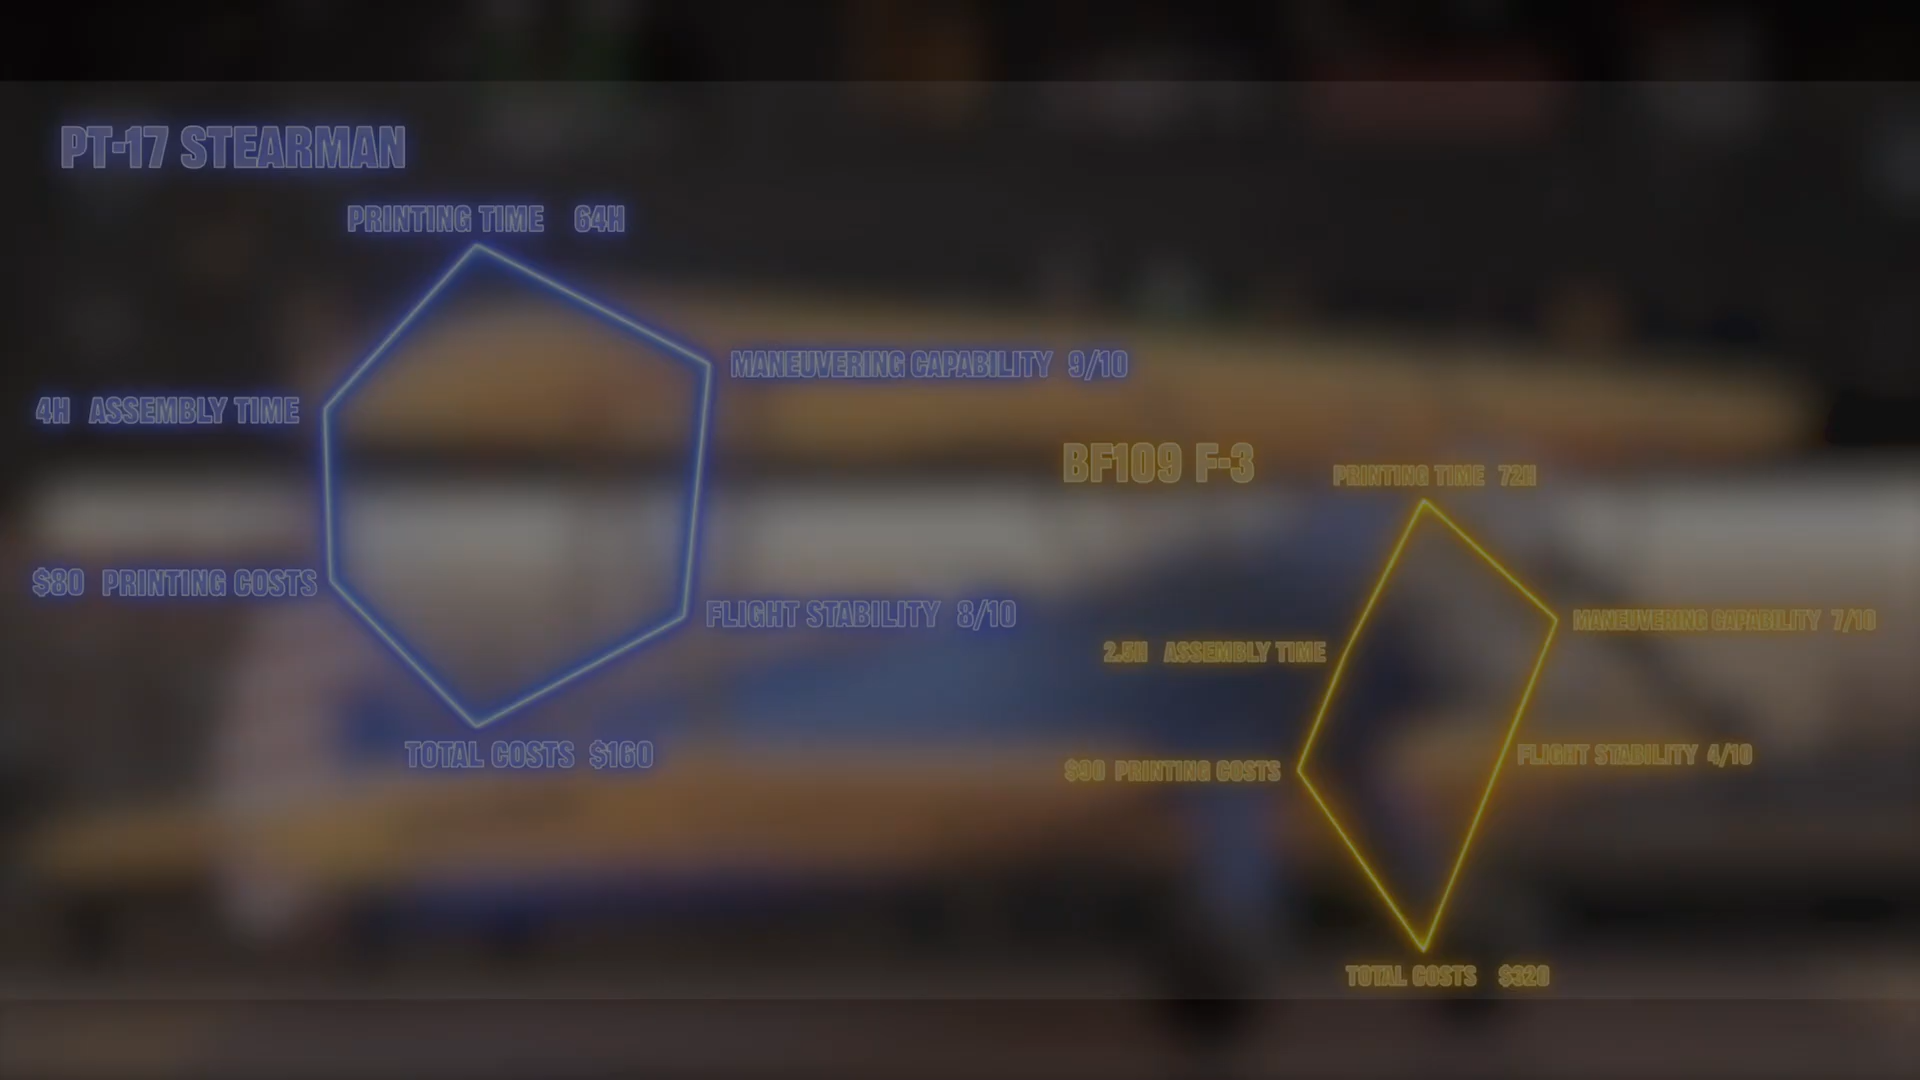 PT-17 STEARMAN
PRINTING TIME 64H
MANEUVERING CAPABILITY 9/10
4H ASSEMBLY TIME
$80 PRINTING COSTS
FLIGHT STABILITY 8/10
TOTAL COSTS $160
BF109 F-3
PRINTING TIME 72H
MANEUVERING CAPABILITY 7/10
2.5H ASSEMBLY TIME
FLIGHT STABILITY 4/10
$90 PRINTING COSTS
TOTAL COSTS $320